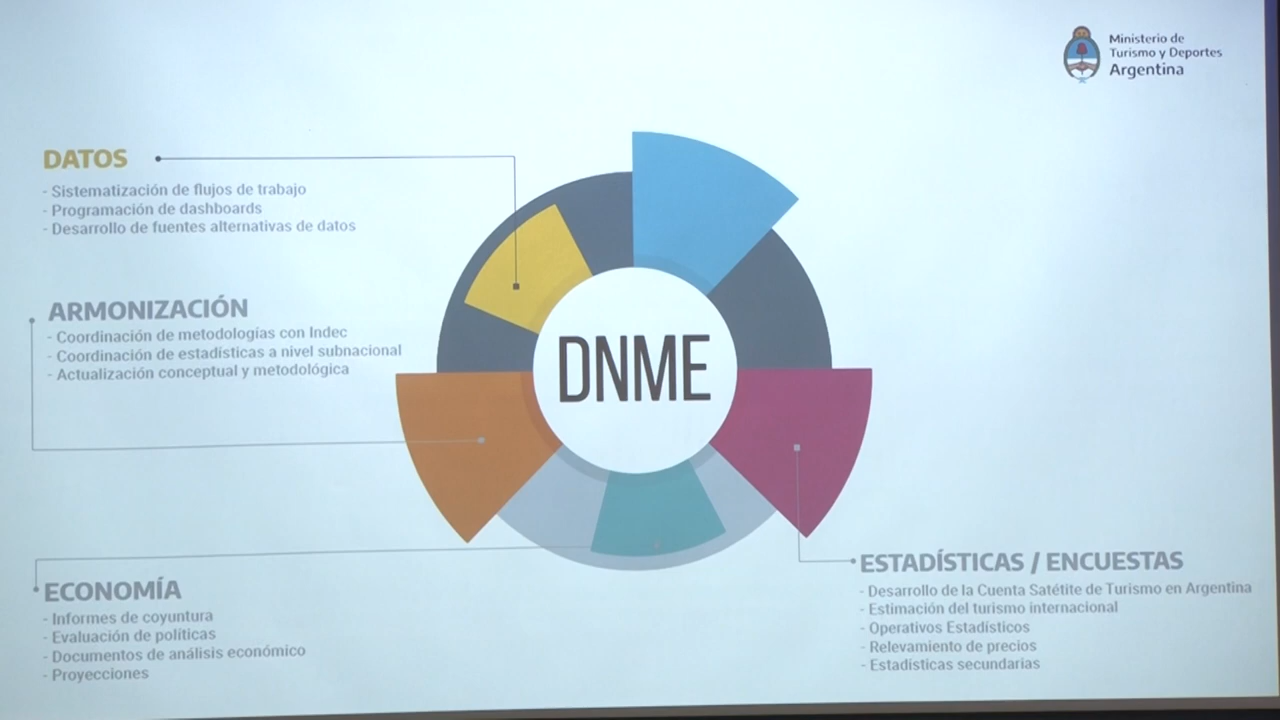 Ministerio de
Turismo y Deportes
Argentina
DATOS
- Sistematización de flujos de trabajo
- Programación de dashboards
- Desarrollo de fuentes alternativas de datos
ARMONIZACIÓN
- Coordinación de metodologías con Indec
- Coordinación de estadísticas a nivel subnacional
- Actualización conceptual y metodológica
DNME
ECONOMÍA
- Informes de coyuntura
- Evaluación de políticas
- Documentos de análisis económico
- Proyecciones
ESTADÍSTICAS / ENCUESTAS
- Desarrollo de la Cuenta Satétite de Turismo en Argentina
- Estimación del turismo internacional
- Operativos Estadísticos
- Relevamiento de precios
- Estadísticas secundarias